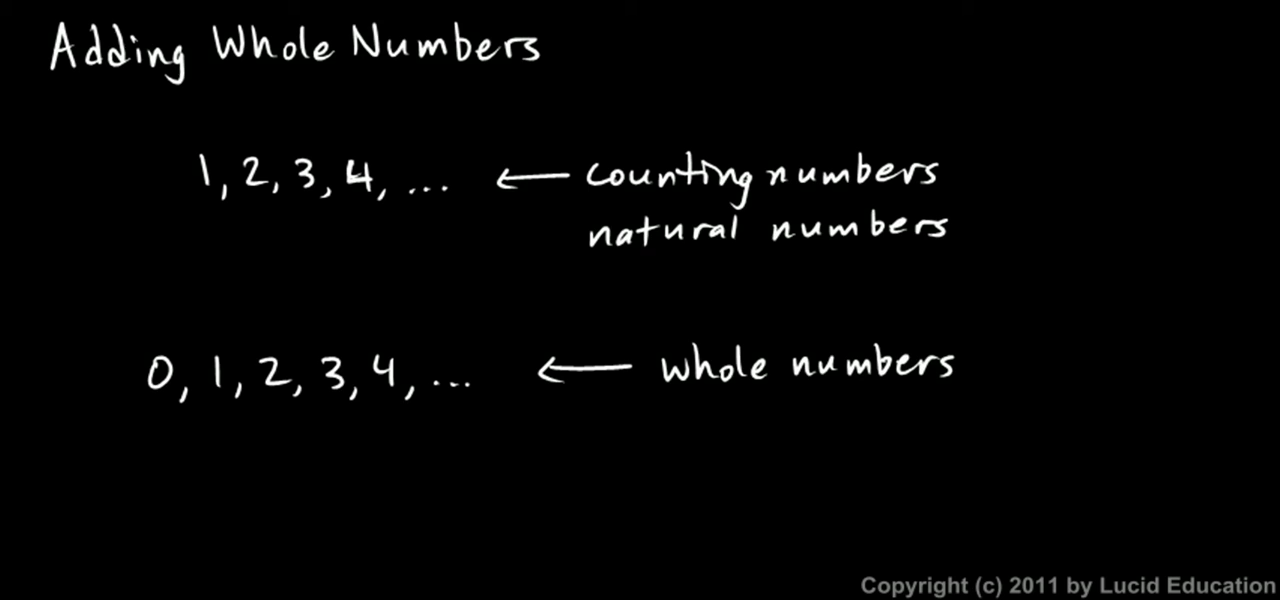 Adding Whole Numbers
1, 2, 3, 4, ... ← counting numbers
natural numbers
0, 1, 2, 3, 4, ... ← whole numbers
Copyright (c) 2011 by Lucid Education